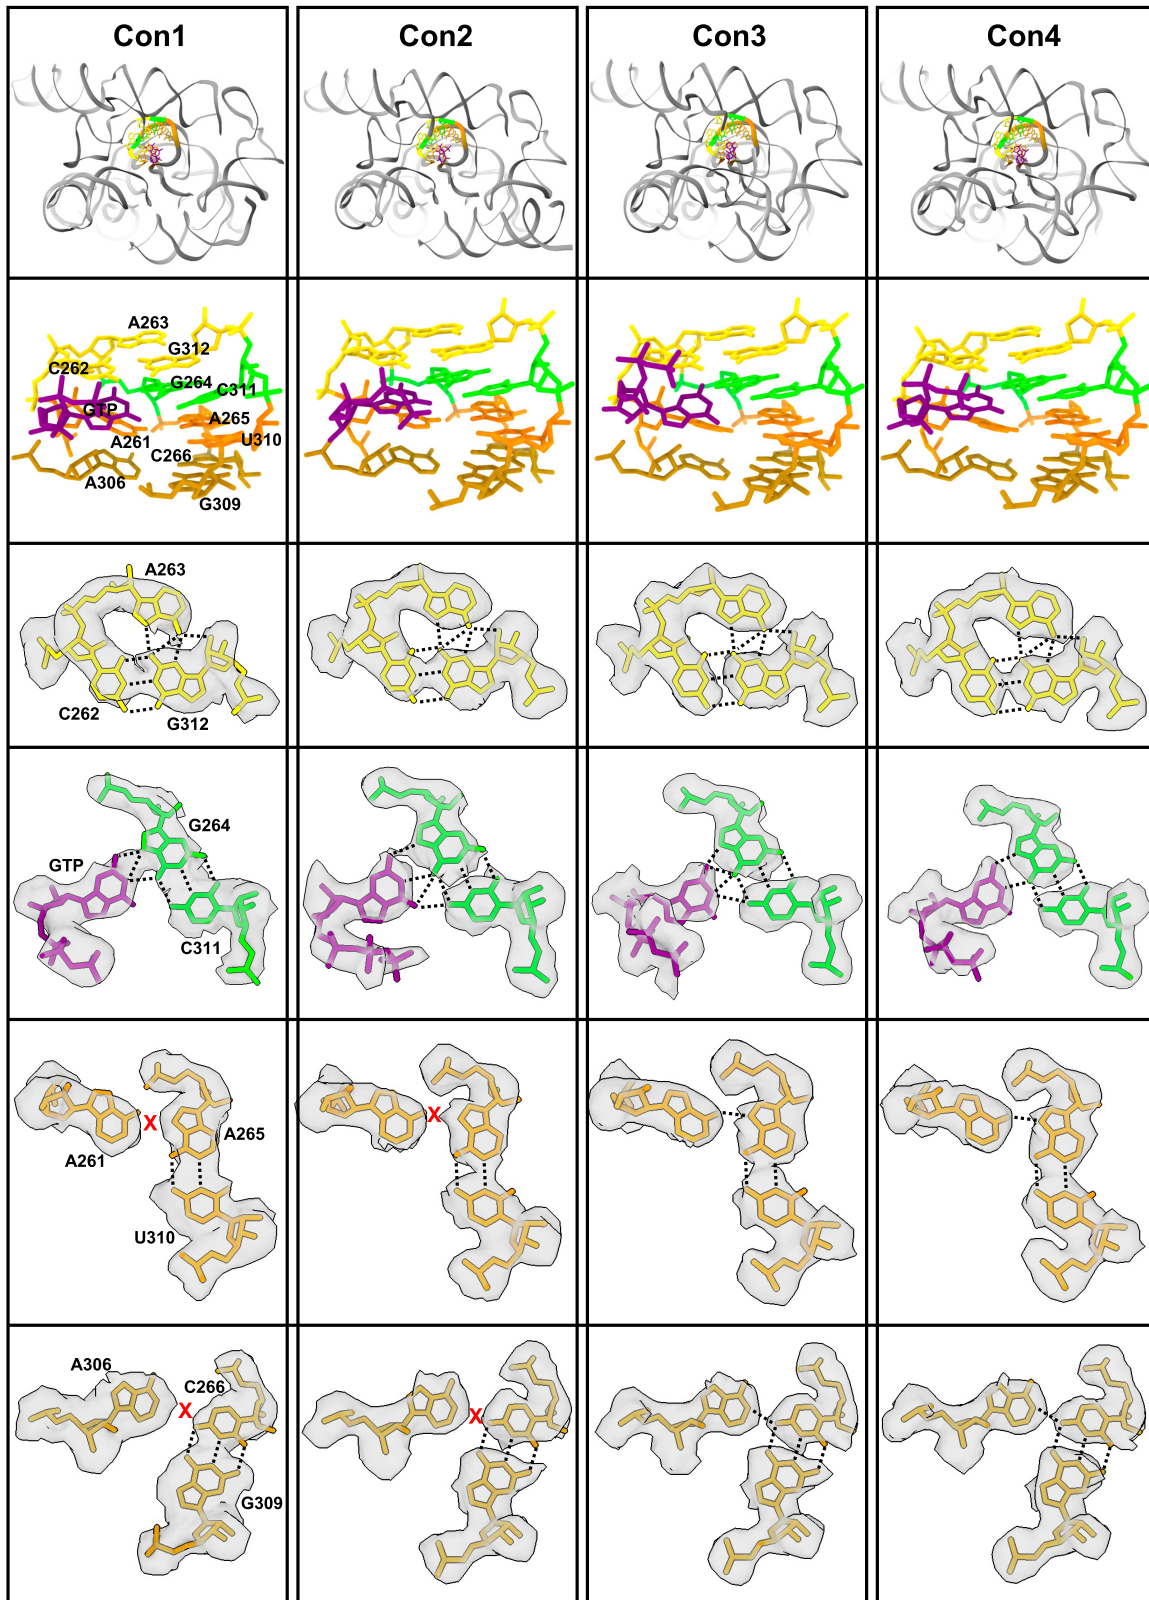 Con1 Con2 Con3 Con4
A263
G312
C262
G264
C311
GTP
A265
A261
U310
C266
A306
G309
A263
C262
G312
G264
GTP
C311
X
X
A265
A261
U310
A306
C266
X
X
G309